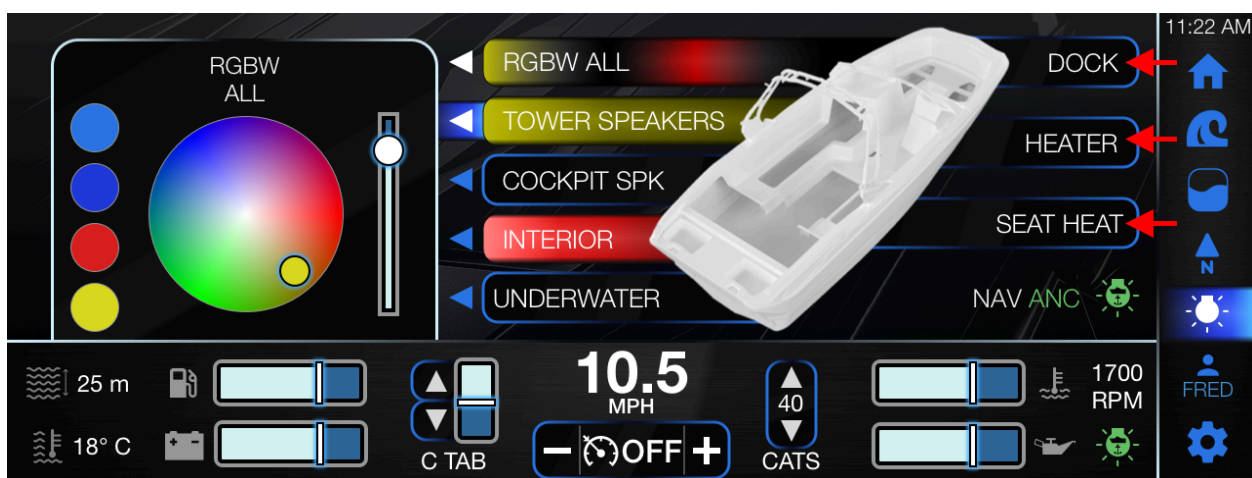 11:22 AM
RGBW
ALL
RGBW ALL
TOWER SPEAKERS
COCKPIT SPK
INTERIOR
UNDERWATER
DOCK
HEATER
SEAT HEAT
NAV ANC
N
FRED
25 m
18° C
C TAB
10.5
MPH
OFF
40
CATS
1700
RPM